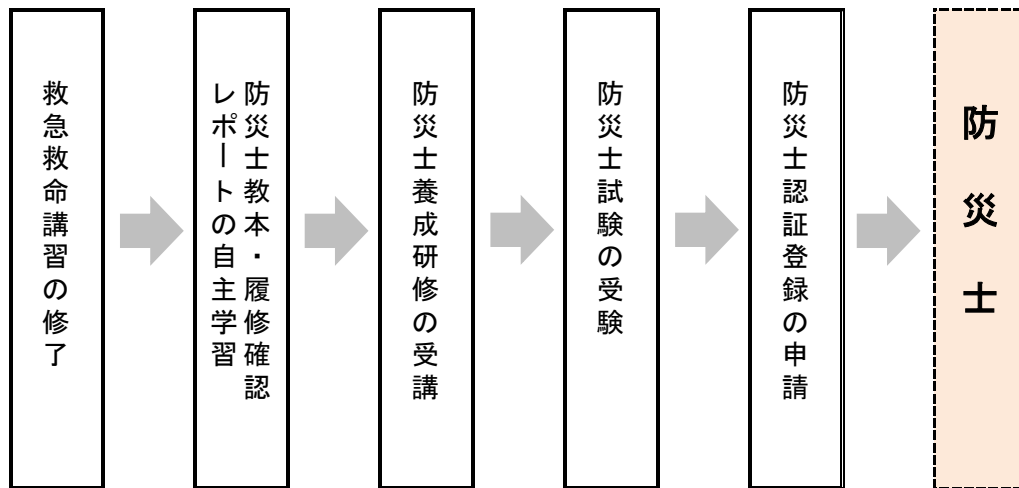 救急救命講習の修了
防災士教本・履修確認
レポートの自主学習
防災士養成研修の受講
防災士試験の受験
防災士認証登録の申請
防災士